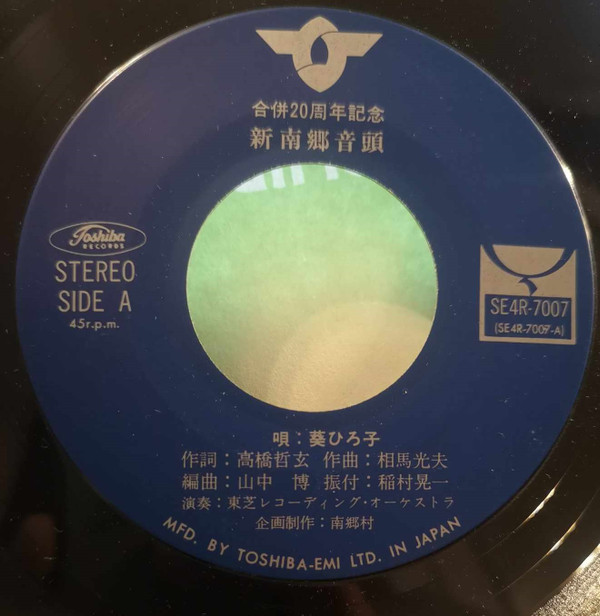 合併20周年記念
新南郷音頭
Toshiba
RECORDS
STEREO
SIDE A
45r.p.m.
SE4R-7007
(SE4R-7007-A)
唄：葵ひろ子
作詞：高橋哲玄 作曲：相馬光夫
編曲：山中 博 振付：稲村晃一
演奏：東芝レコーディング・オーケストラ
企画制作：南郷村
MFD. BY TOSHIBA-EMI LTD. IN JAPAN